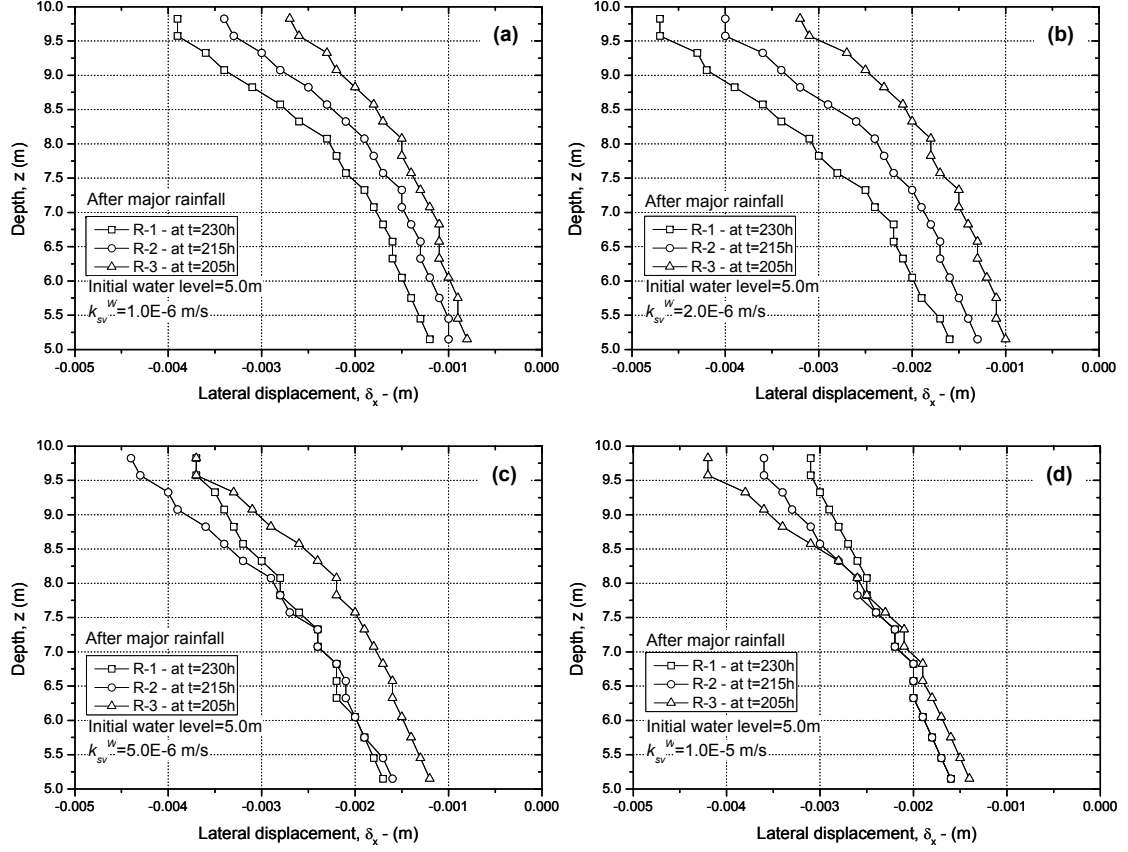 (a)
10.0
9.5
9.0
8.5
8.0
7.5
7.0
6.5
6.0
5.5
5.0
Depth, z (m)
After major rainfall
R-1 - at t=230h
R-2 - at t=215h
R-3 - at t=205h
Initial water level=5.0m
k_sv^w=1.0E-6 m/s
-0.005 -0.004 -0.003 -0.002 -0.001 0.000
Lateral displacement, δx - (m)
(b)
10.0
9.5
9.0
8.5
8.0
7.5
7.0
6.5
6.0
5.5
5.0
Depth, z (m)
After major rainfall
R-1 - at t=230h
R-2 - at t=215h
R-3 - at t=205h
Initial water level=5.0m
k_sv^w=2.0E-6 m/s
-0.005 -0.004 -0.003 -0.002 -0.001 0.000
Lateral displacement, δx - (m)
(c)
10.0
9.5
9.0
8.5
8.0
7.5
7.0
6.5
6.0
5.5
5.0
Depth, z (m)
After major rainfall
R-1 - at t=230h
R-2 - at t=215h
R-3 - at t=205h
Initial water level=5.0m
k_sv^w=5.0E-6 m/s
-0.005 -0.004 -0.003 -0.002 -0.001 0.000
Lateral displacement, δx - (m)
(d)
10.0
9.5
9.0
8.5
8.0
7.5
7.0
6.5
6.0
5.5
5.0
Depth, z (m)
After major rainfall
R-1 - at t=230h
R-2 - at t=215h
R-3 - at t=205h
Initial water level=5.0m
k_sv^w=1.0E-5 m/s
-0.005 -0.004 -0.003 -0.002 -0.001 0.000
Lateral displacement, δx - (m)